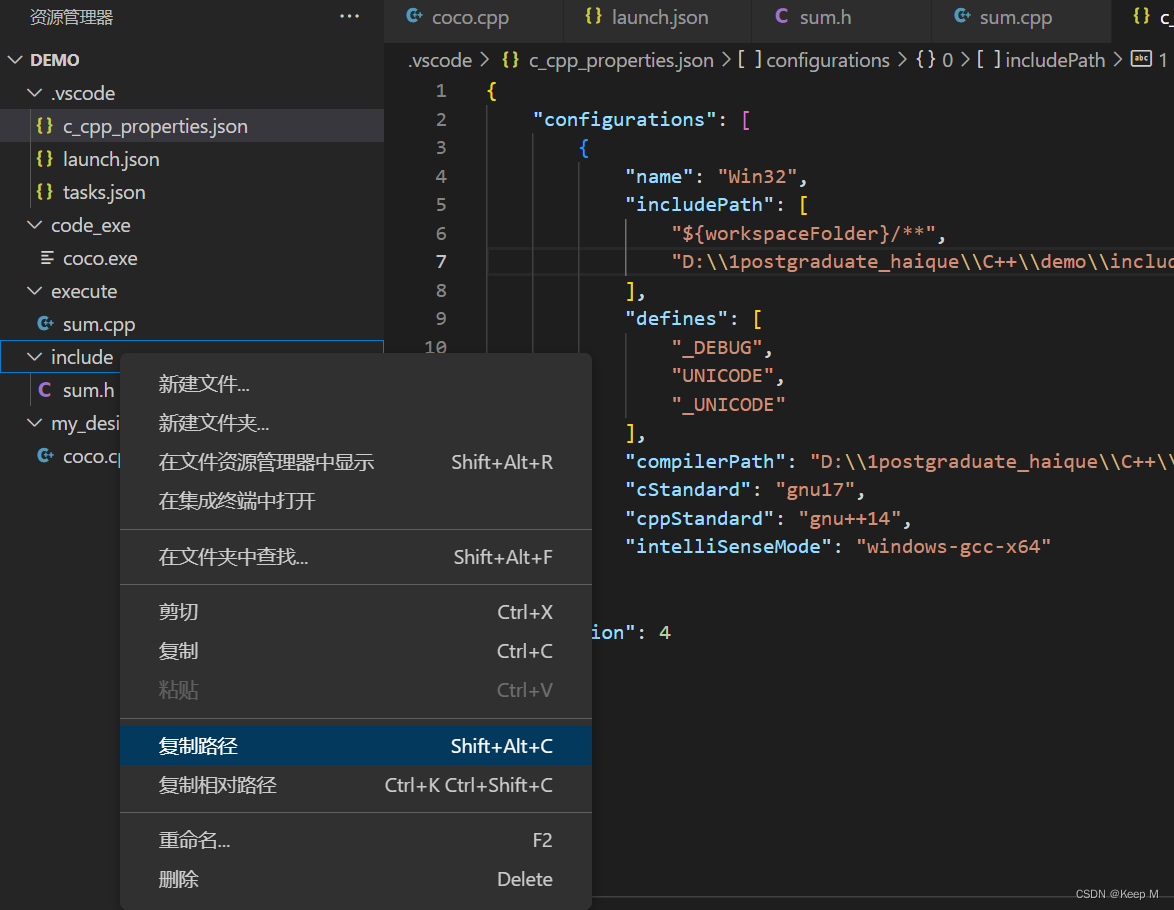 资源管理器 ···
DEMO
.vscode
{} c_cpp_properties.json
{} launch.json
{} tasks.json
code_exe
coco.exe
execute
sum.cpp
include
C sum.h
my_desi
coco.cp
coco.cpp {} launch.json C sum.h sum.cpp {} c_
.vscode > {} c_cpp_properties.json > [ ] configurations > {} 0 > [ ] includePath > abc 1
1 {
2 "configurations": [
3 {
4 "name": "Win32",
5 "includePath": [
6 "${workspaceFolder}/**",
7 "D:\\1postgraduate_haique\\C++\\demo\\includ
8 ],
9 "defines": [
10 "_DEBUG",
"UNICODE",
"_UNICODE"
],
"compilerPath": "D:\\1postgraduate_haique\\C++\\
"cStandard": "gnu17",
"cppStandard": "gnu++14",
"intelliSenseMode": "windows-gcc-x64"
ion": 4
新建文件...
新建文件夹...
在文件资源管理器中显示 Shift+Alt+R
在集成终端中打开
在文件夹中查找... Shift+Alt+F
剪切 Ctrl+X
复制 Ctrl+C
粘贴 Ctrl+V
复制路径 Shift+Alt+C
复制相对路径 Ctrl+K Ctrl+Shift+C
重命名... F2
删除 Delete
CSDN @Keep M